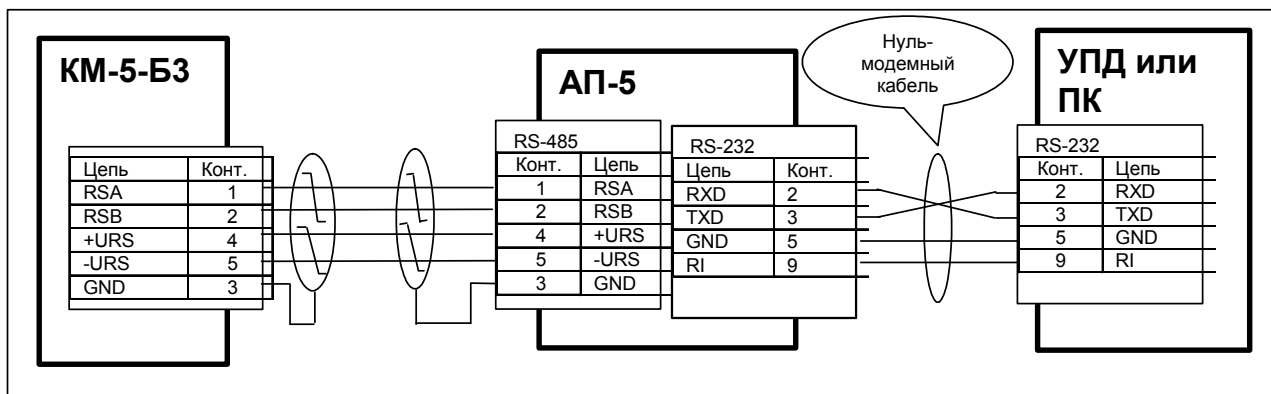 КМ-5-Б3
Цепь Конт.
RSA 1
RSB 2
+URS 4
-URS 5
GND 3
АП-5
RS-485
Конт. Цепь
1 RSA
2 RSB
4 +URS
5 -URS
3 GND
RS-232
Цепь Конт.
RXD 2
TXD 3
GND 5
RI 9
Нуль-
модемный
кабель
УПД или
ПК
RS-232
Конт. Цепь
2 RXD
3 TXD
5 GND
9 RI